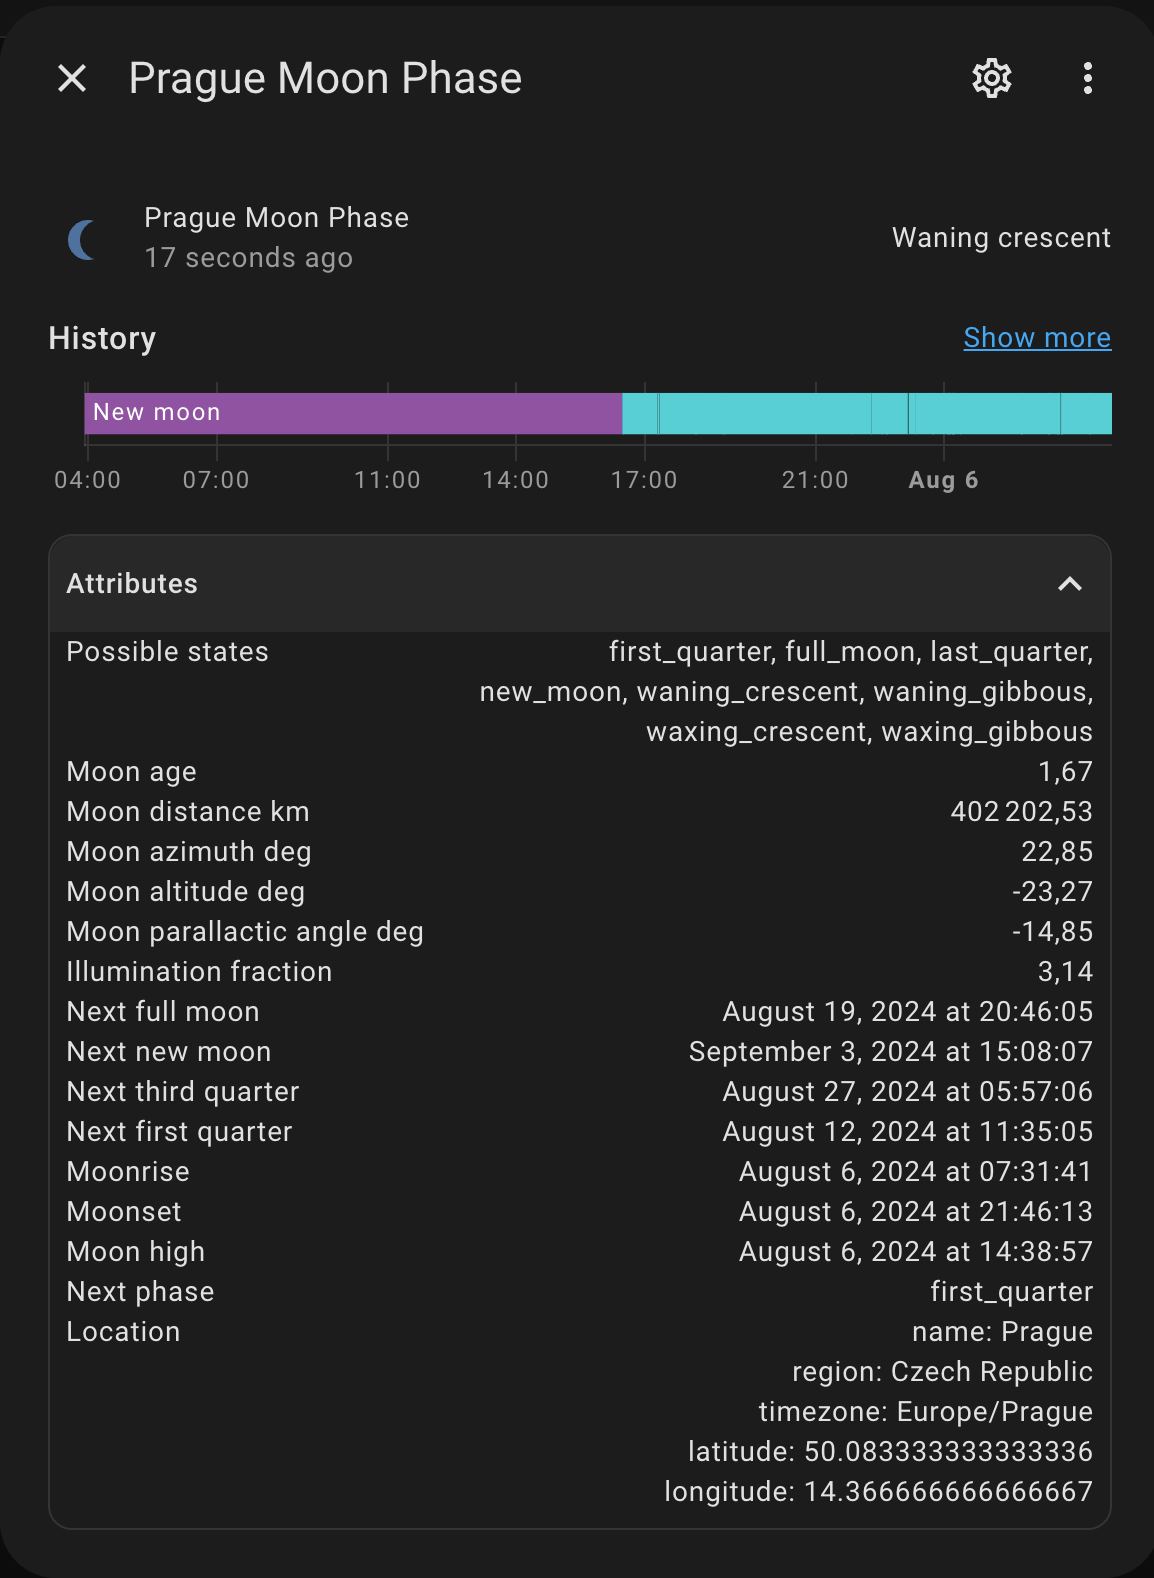 Prague Moon Phase
Prague Moon Phase
17 seconds ago
Waning crescent
History
Show more
New moon
04:00 07:00 11:00 14:00 17:00 21:00 Aug 6
Attributes
Possible states first_quarter, full_moon, last_quarter,
new_moon, waning_crescent, waning_gibbous,
waxing_crescent, waxing_gibbous
Moon age 1,67
Moon distance km 402 202,53
Moon azimuth deg 22,85
Moon altitude deg -23,27
Moon parallactic angle deg -14,85
Illumination fraction 3,14
Next full moon August 19, 2024 at 20:46:05
Next new moon September 3, 2024 at 15:08:07
Next third quarter August 27, 2024 at 05:57:06
Next first quarter August 12, 2024 at 11:35:05
Moonrise August 6, 2024 at 07:31:41
Moonset August 6, 2024 at 21:46:13
Moon high August 6, 2024 at 14:38:57
Next phase first_quarter
Location name: Prague
region: Czech Republic
timezone: Europe/Prague
latitude: 50.083333333333336
longitude: 14.366666666666667